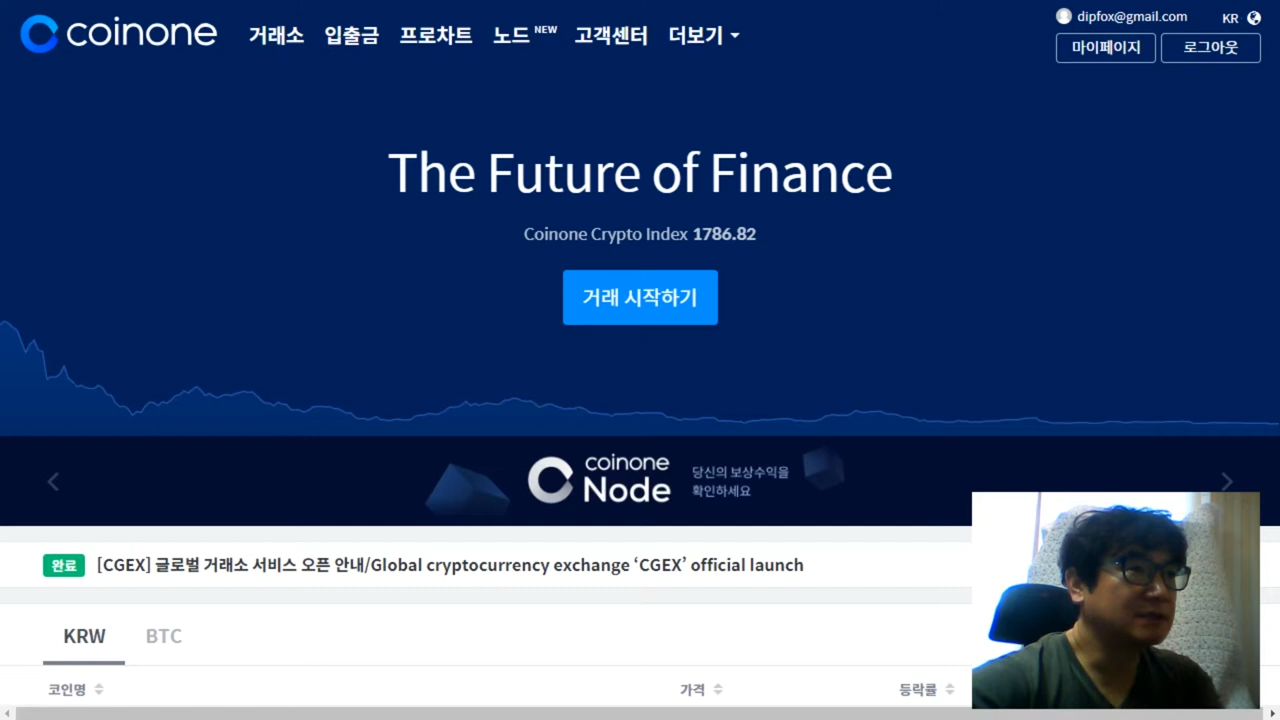 coinone 거래소 입출금 프로차트 노드 NEW 고객센터 더보기
dipfox@gmail.com KR
마이페이지 로그아웃
The Future of Finance
Coinone Crypto Index 1786.82
거래 시작하기
coinone
Node
당신의 보상수익을
확인하세요
완료 [CGEX] 글로벌 거래소 서비스 오픈 안내/Global cryptocurrency exchange ‘CGEX’ official launch
KRW BTC
코인명 가격 등락률